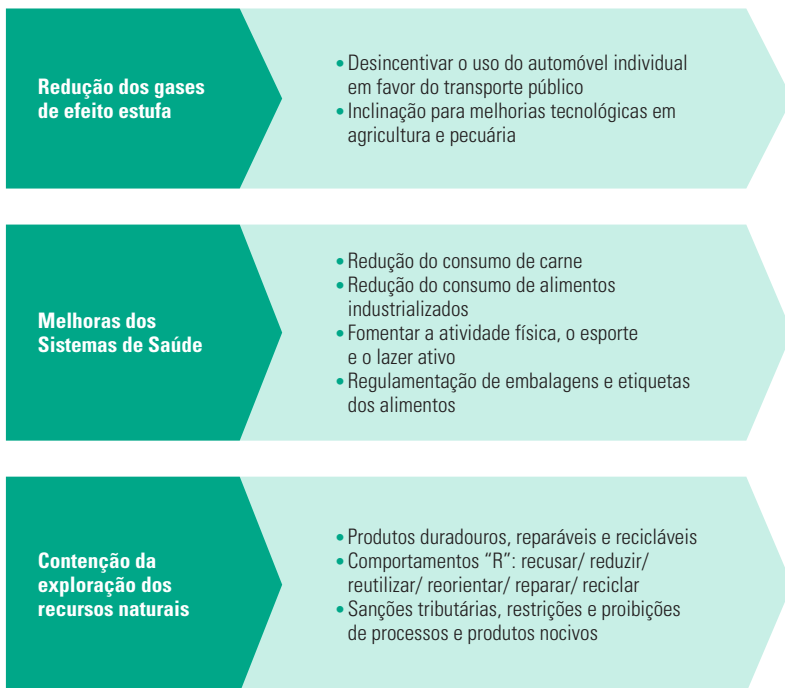 Redução dos gases
de efeito estufa
• Desincentivar o uso do automóvel individual
em favor do transporte público
• Inclinação para melhorias tecnológicas em
agricultura e pecuária
Melhoras dos
Sistemas de Saúde
• Redução do consumo de carne
• Redução do consumo de alimentos
industrializados
• Fomentar a atividade física, o esporte
e o lazer ativo
• Regulamentação de embalagens e etiquetas
dos alimentos
Contenção da
exploração dos
recursos naturais
• Produtos duradouros, reparáveis e recicláveis
• Comportamentos “R”: recusar/ reduzir/
reutilizar/ reorientar/ reparar/ reciclar
• Sanções tributárias, restrições e proibições
de processos e produtos nocivos